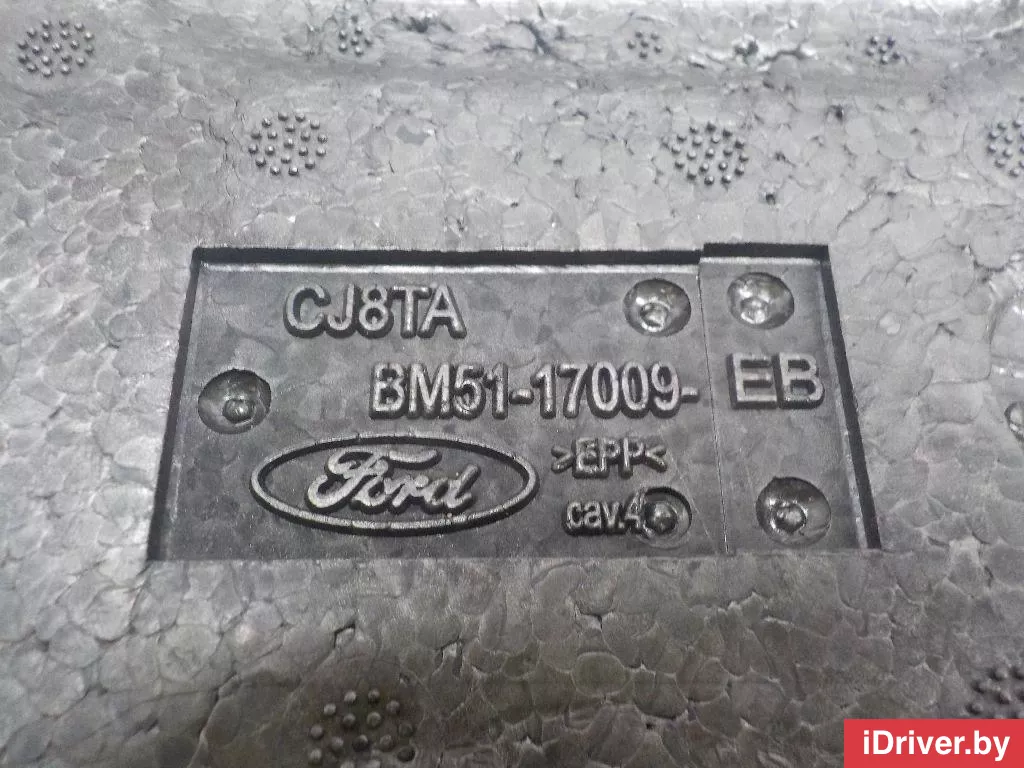 CJ8TA
BM51-17009- EB
Ford
>EPP<
cav.4
iDriver.by